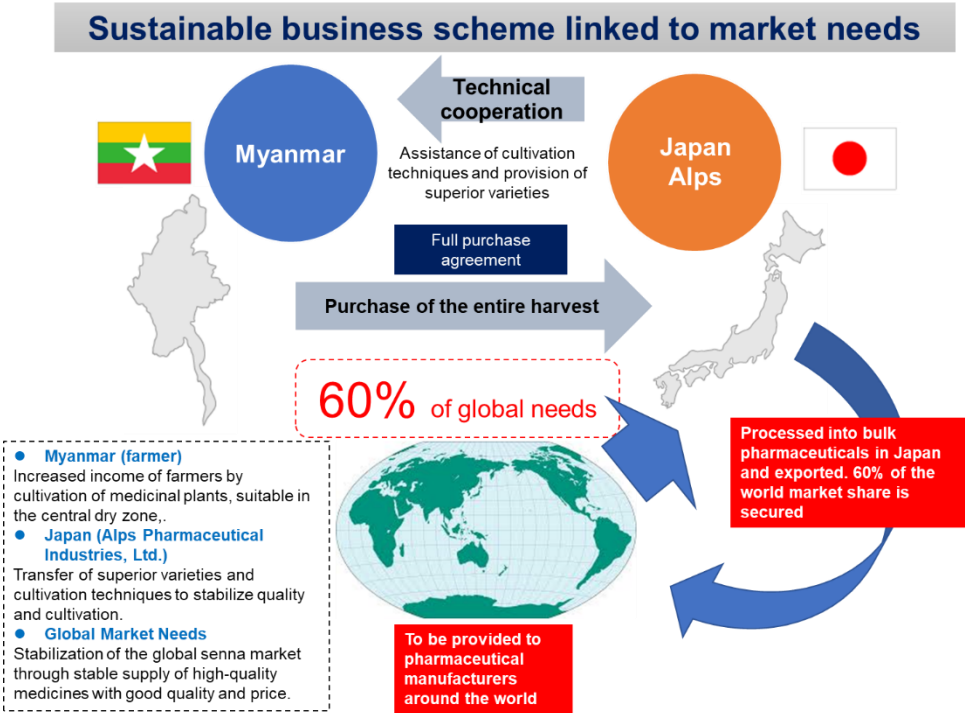 Sustainable business scheme linked to market needs
Technical
cooperation
Myanmar
Japan
Alps
Assistance of cultivation
techniques and provision of
superior varieties
Full purchase
agreement
Purchase of the entire harvest
60% of global needs
Processed into bulk
pharmaceuticals in Japan
and exported. 60% of the
world market share is
secured
Myanmar (farmer)
Increased income of farmers by
cultivation of medicinal plants, suitable in
the central dry zone,.
Japan (Alps Pharmaceutical
Industries, Ltd.)
Transfer of superior varieties and
cultivation techniques to stabilize quality
and cultivation.
Global Market Needs
Stabilization of the global senna market
through stable supply of high-quality
medicines with good quality and price.
To be provided to
pharmaceutical
manufacturers
around the world